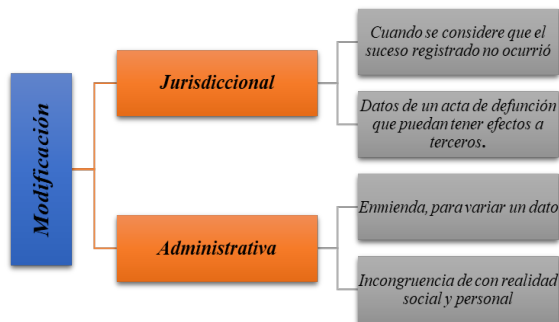 Modificación
Jurisdiccional
Cuando se considere que el
suceso registrado no ocurrió
Datos de un acta de defunción
que puedan tener efectos a
terceros.
Administrativa
Enmienda, para variar un dato
Incongruencia de con realidad
social y personal